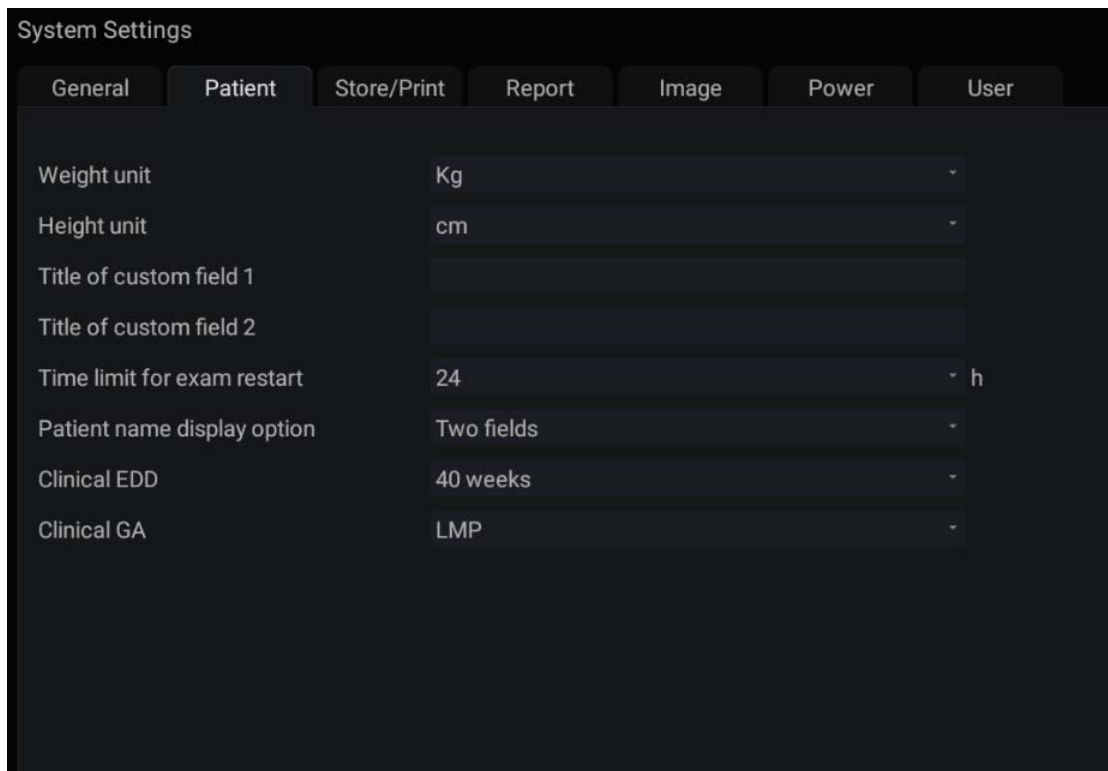 System Settings
General Patient Store/Print Report Image Power User
Weight unit Kg
Height unit cm
Title of custom field 1
Title of custom field 2
Time limit for exam restart 24 h
Patient name display option Two fields
Clinical EDD 40 weeks
Clinical GA LMP